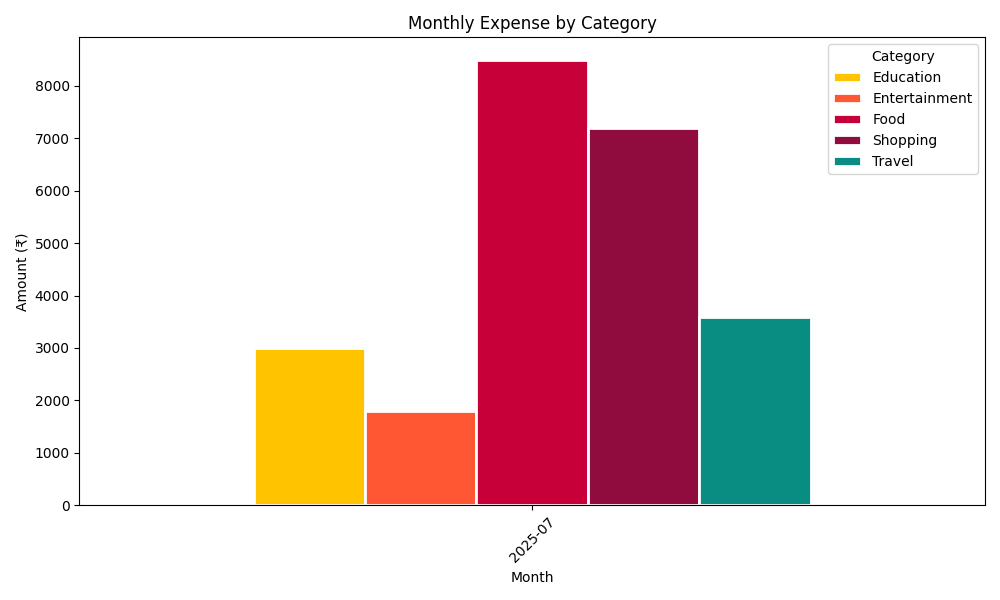 Monthly Expense by Category
Category
Education
Entertainment
Food
Shopping
Travel
Amount (₹)
8000
7000
6000
5000
4000
3000
2000
1000
0
2025-07
Month